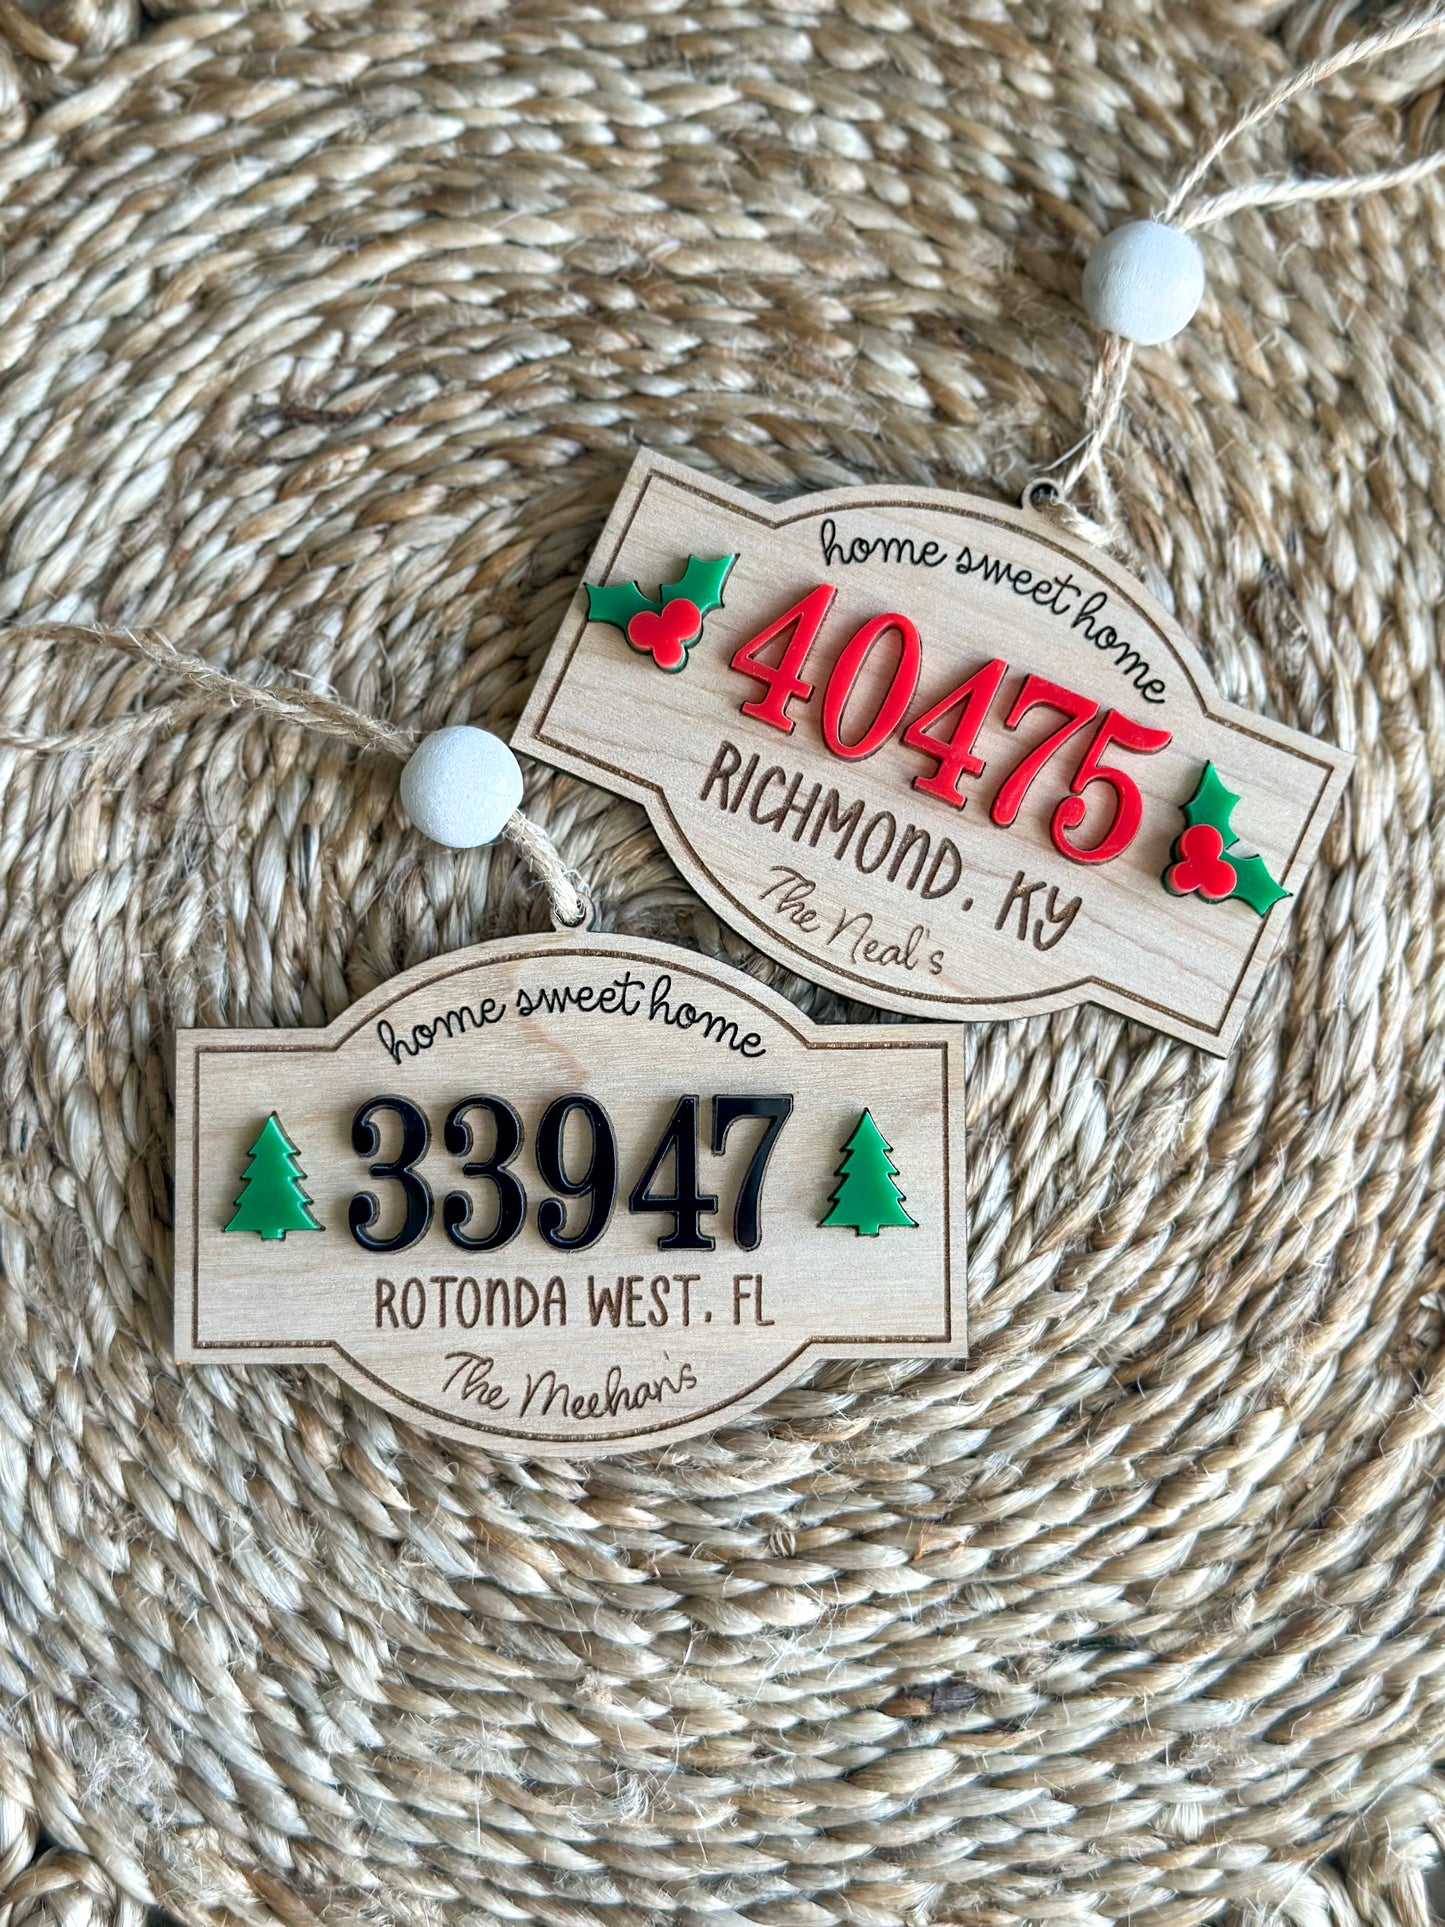 home sweet home
40475
RICHMOND, KY
The Neal's
home sweet home
33947
ROTONDA WEST, FL
The Meehan's